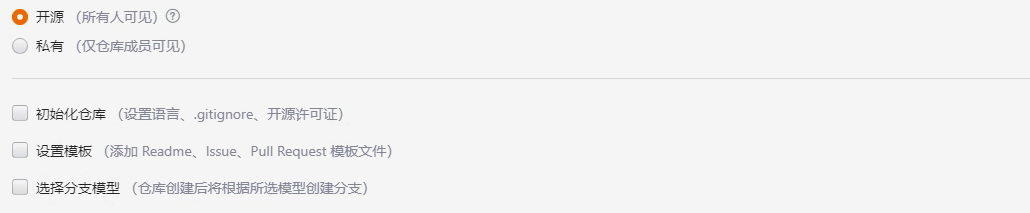 开源（所有人可见）?
私有（仅仓库成员可见）
初始化仓库（设置语言、.gitignore、开源许可证）
设置模板（添加 Readme、Issue、Pull Request 模板文件）
选择分支模型（仓库创建后将根据所选模型创建分支）